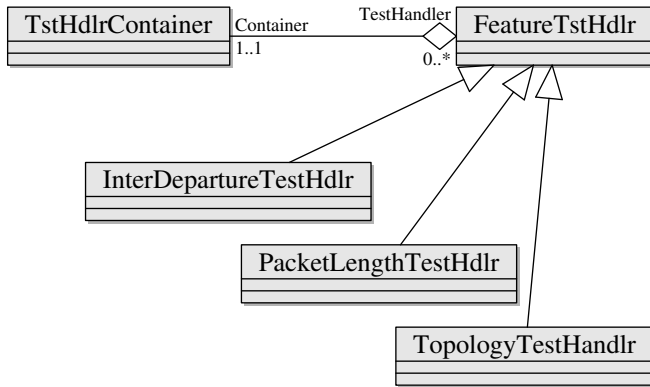 TstHdlrContainer
Container
1..1
TestHandler
0..*
FeatureTstHdlr
InterDepartureTestHdlr
PacketLengthTestHdlr
TopologyTestHandlr